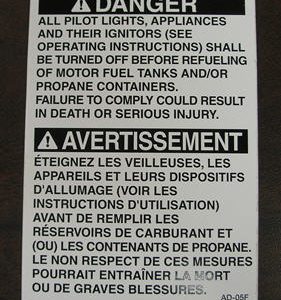 ⚠ DANGER
ALL PILOT LIGHTS, APPLIANCES
AND THEIR IGNITORS (SEE
OPERATING INSTRUCTIONS) SHALL
BE TURNED OFF BEFORE REFUELING
OF MOTOR FUEL TANKS AND/OR
PROPANE CONTAINERS.
FAILURE TO COMPLY COULD RESULT
IN DEATH OR SERIOUS INJURY.
⚠ AVERTISSEMENT
ÉTEIGNEZ LES VEILLEUSES, LES
APPAREILS ET LEURS DISPOSITIFS
D'ALLUMAGE (VOIR LES
INSTRUCTIONS D'UTILISATION)
AVANT DE REMPLIR LES
RÉSERVOIRS DE CARBURANT ET
(OU) LES CONTENANTS DE PROPANE.
LE NON RESPECT DE CES MESURES
POURRAIT ENTRAÎNER LA MORT
OU DE GRAVES BLESSURES.
AD-05F